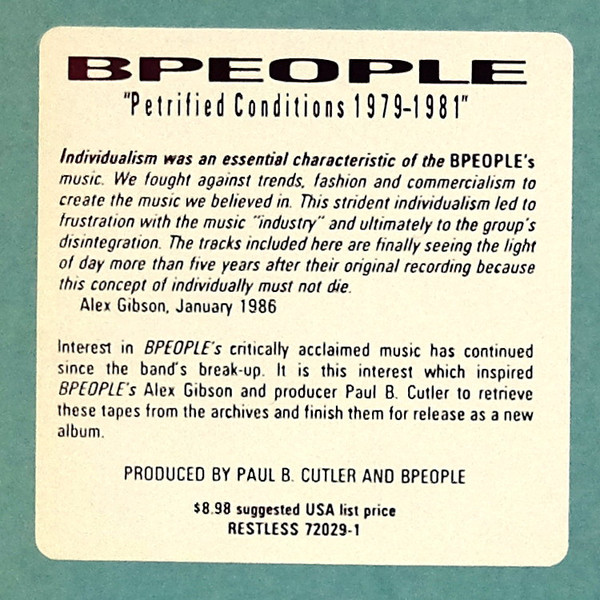 BPEOPLE
"Petrified Conditions 1979-1981"
Individualism was an essential characteristic of the BPEOPLE's
music. We fought against trends, fashion and commercialism to
create the music we believed in. This strident individualism led to
frustration with the music "industry" and ultimately to the group's
disintegration. The tracks included here are finally seeing the light
of day more than five years after their original recording because
this concept of individually must not die.
Alex Gibson, January 1986
Interest in BPEOPLE's critically acclaimed music has continued
since the band's break-up. It is this interest which inspired
BPEOPLE's Alex Gibson and producer Paul B. Cutler to retrieve
these tapes from the archives and finish them for release as a new
album.
PRODUCED BY PAUL B. CUTLER AND BPEOPLE
$8.98 suggested USA list price
RESTLESS 72029-1